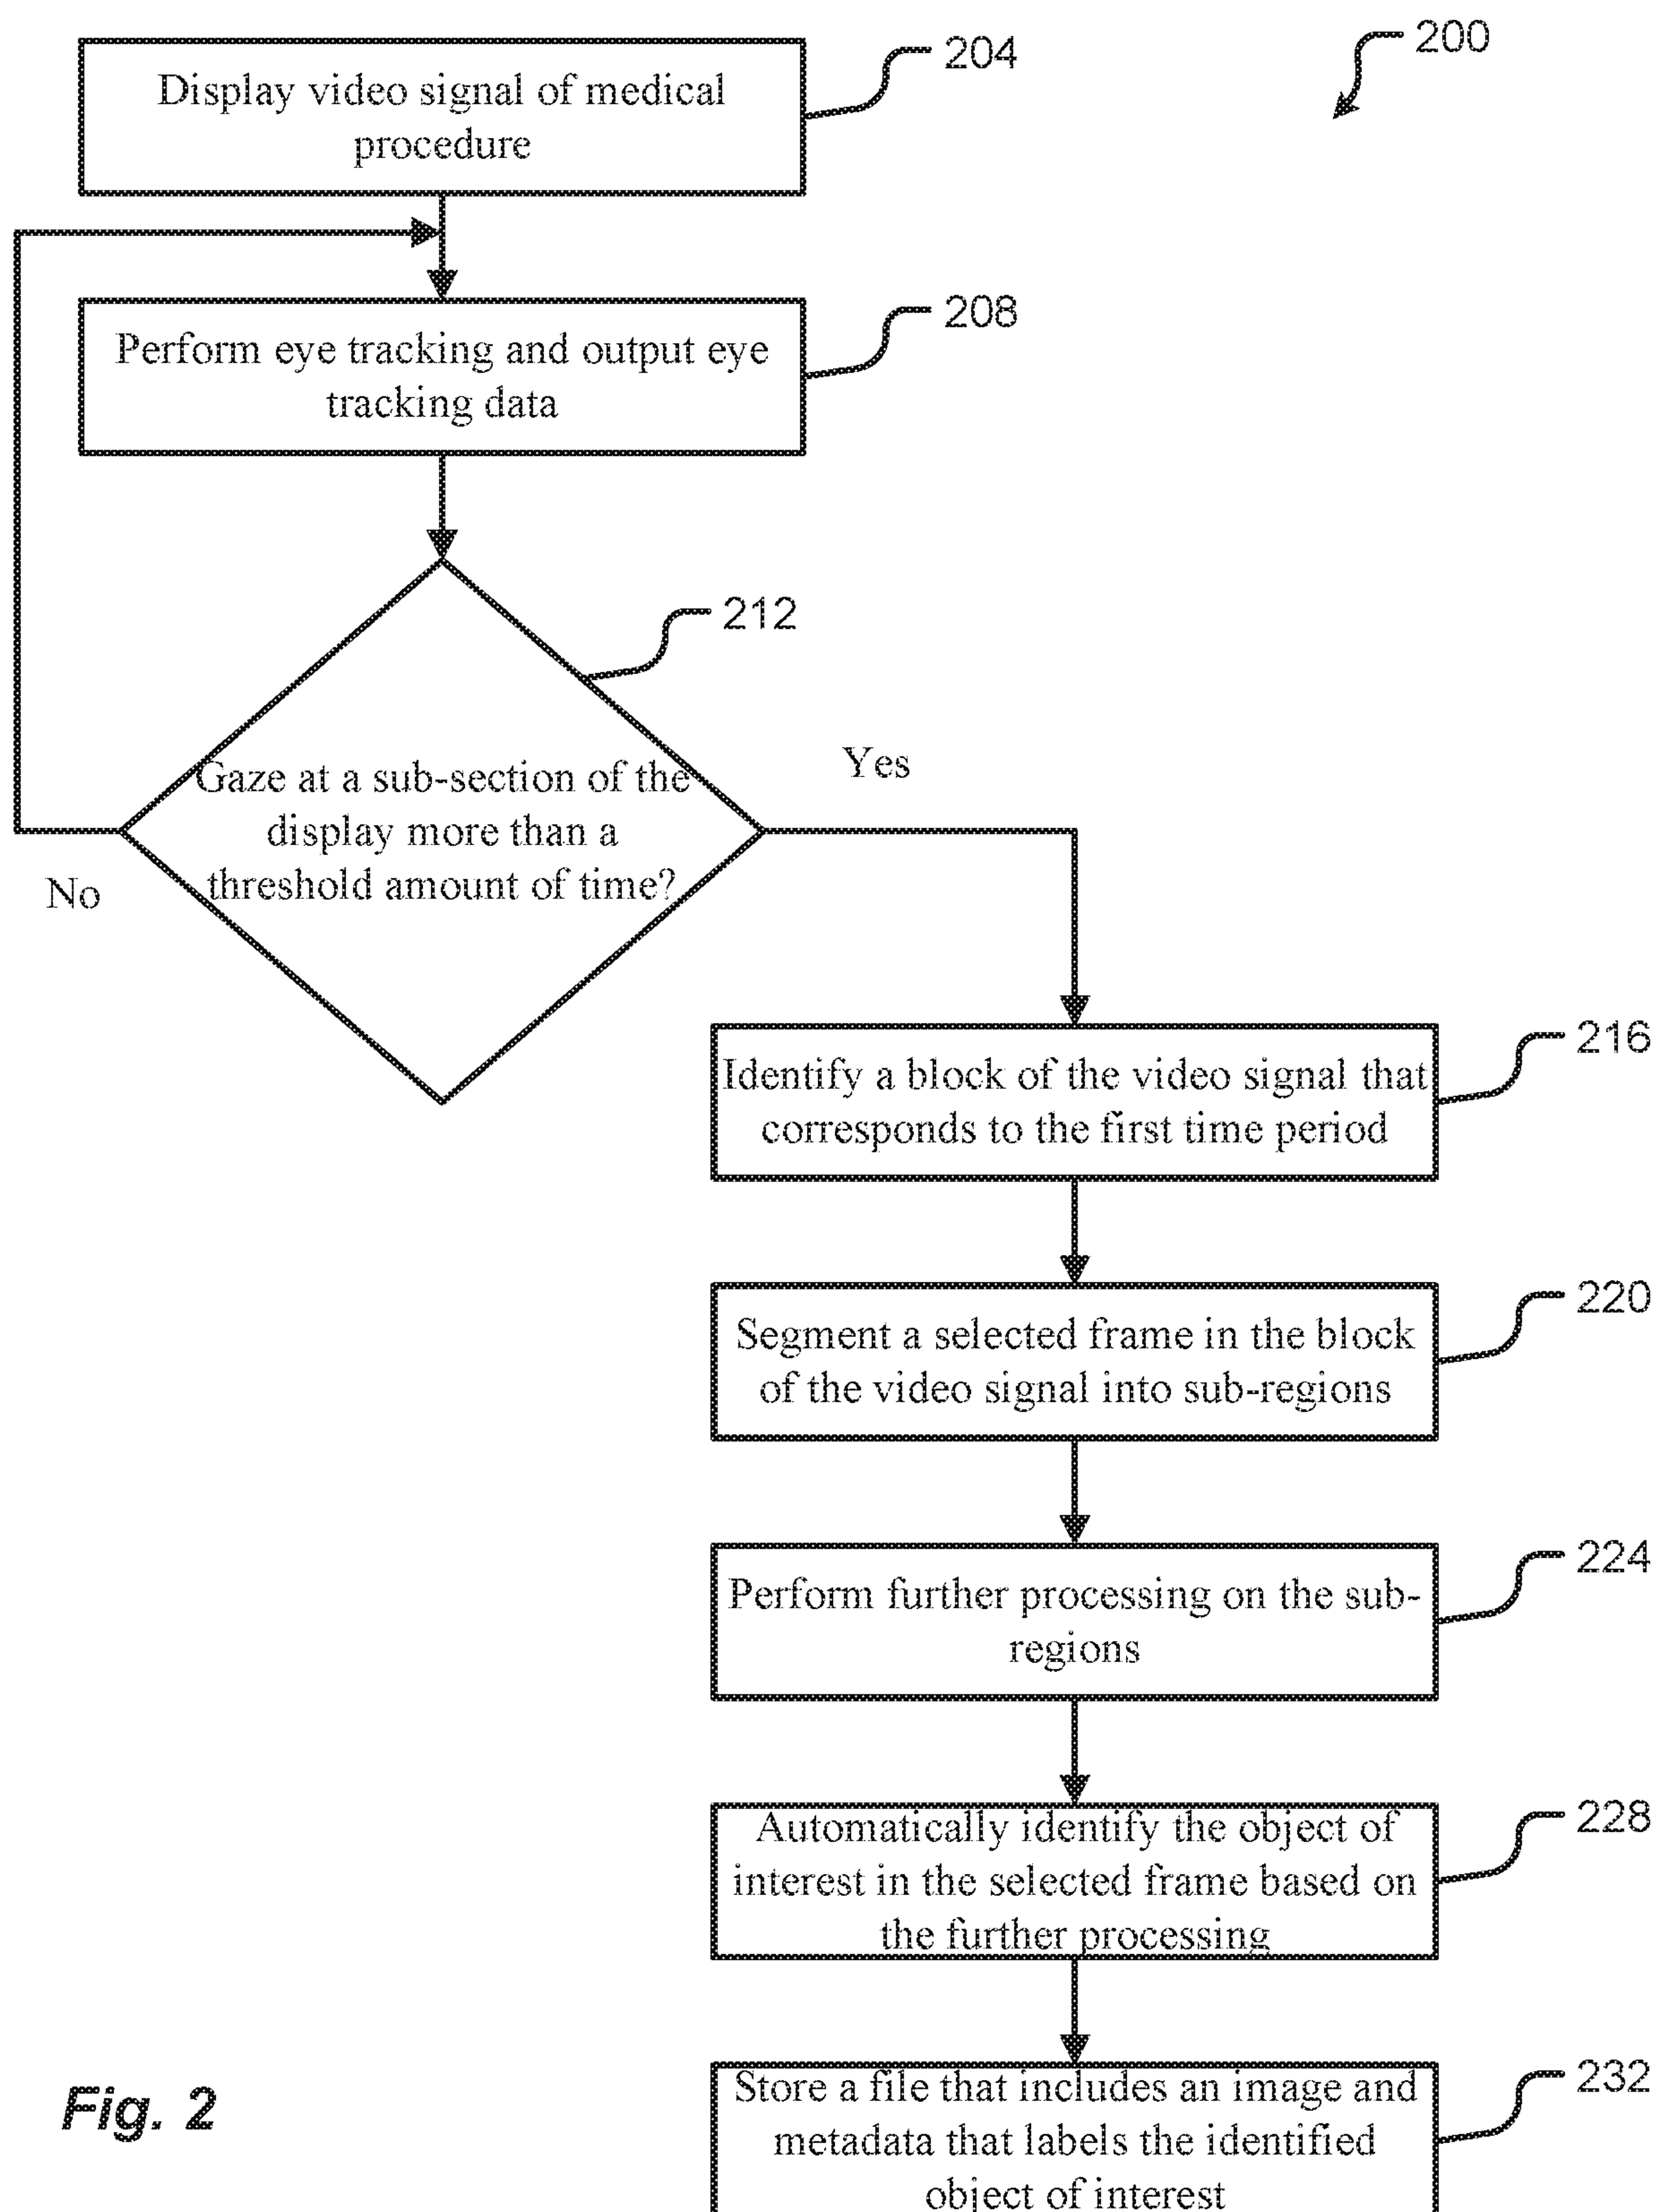 200
204
Display video signal of medical
procedure
208
Perform eye tracking and output eye
tracking data
212
Gaze at a sub-section of the
display more than a
threshold amount of time?
Yes
No
216
Identify a block of the video signal that
corresponds to the first time period
220
Segment a selected frame in the block
of the video signal into sub-regions
224
Perform further processing on the sub-
regions
228
Automatically identify the object of
interest in the selected frame based on
the further processing
232
Store a file that includes an image and
metadata that labels the identified
object of interest
Fig. 2